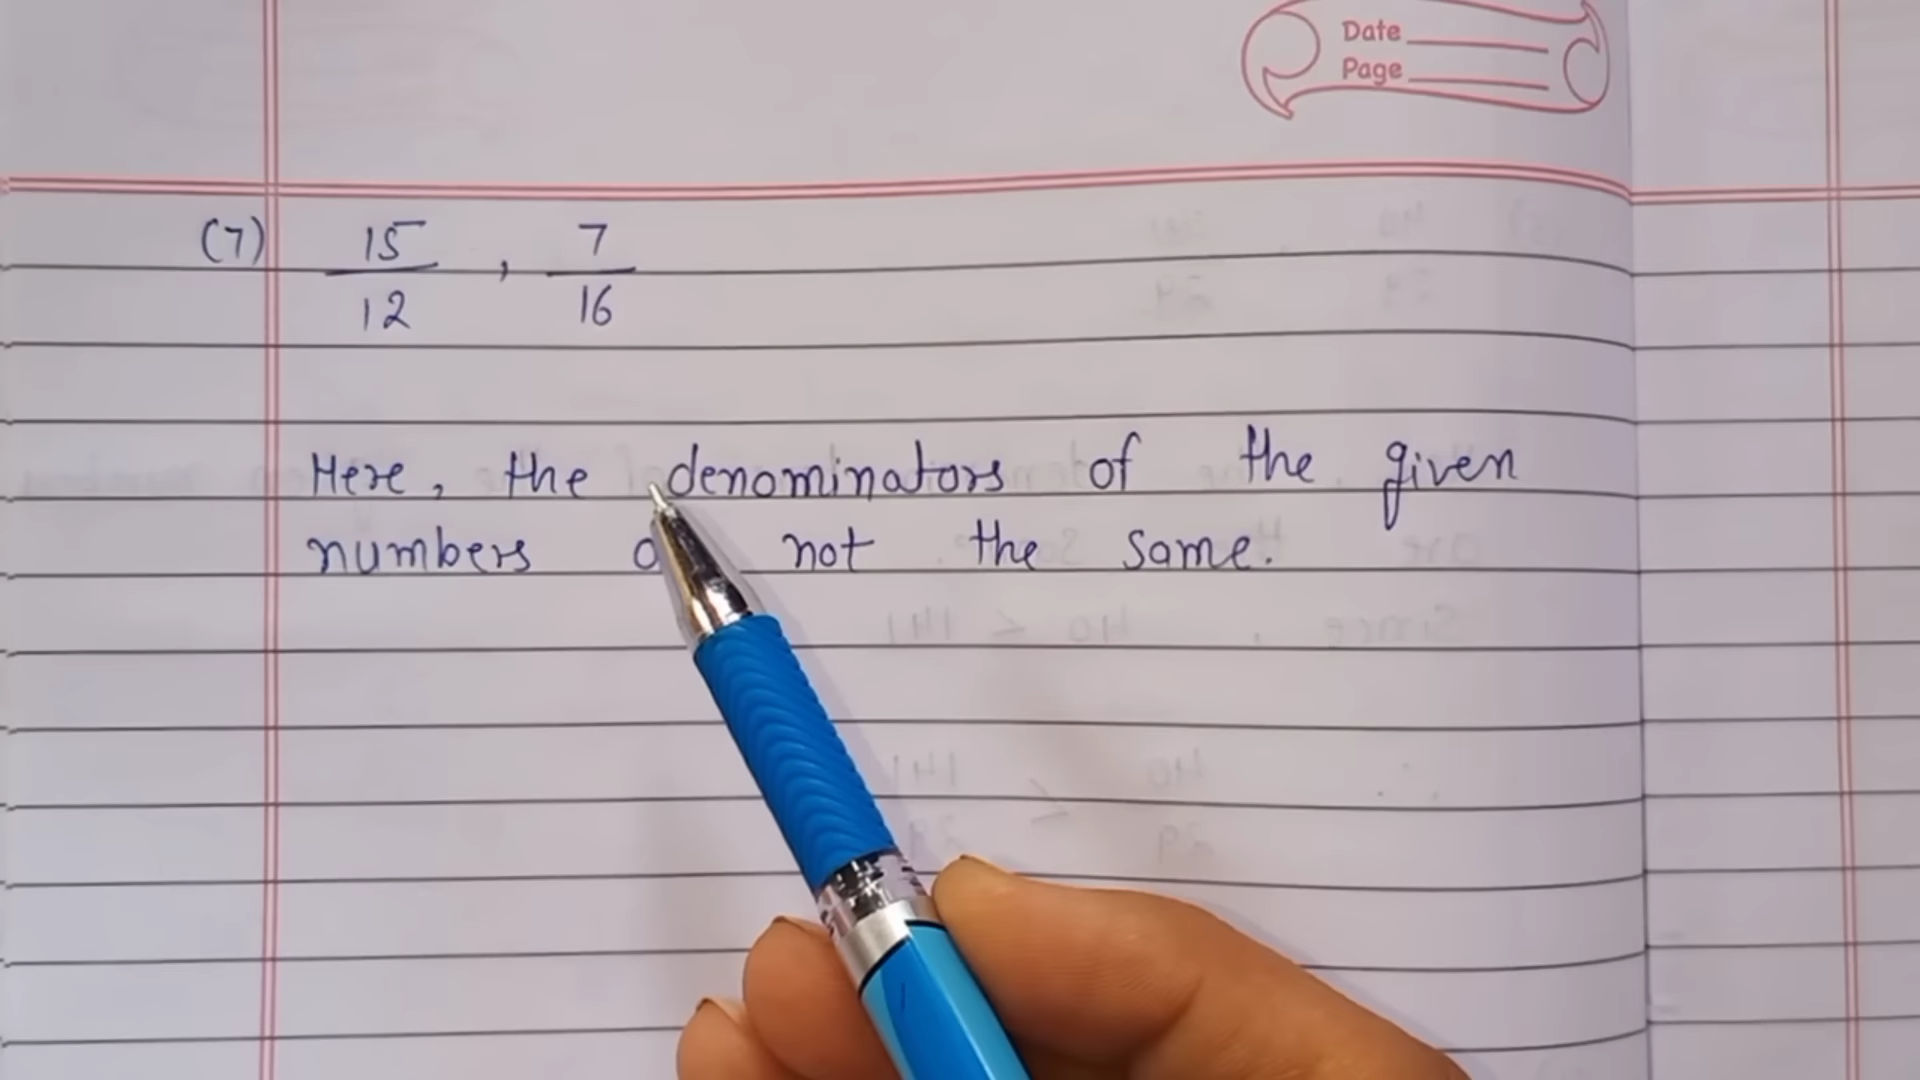 Date
Page
(7) 15/12 , 7/16
Here, the denominators of the given
numbers not the same.